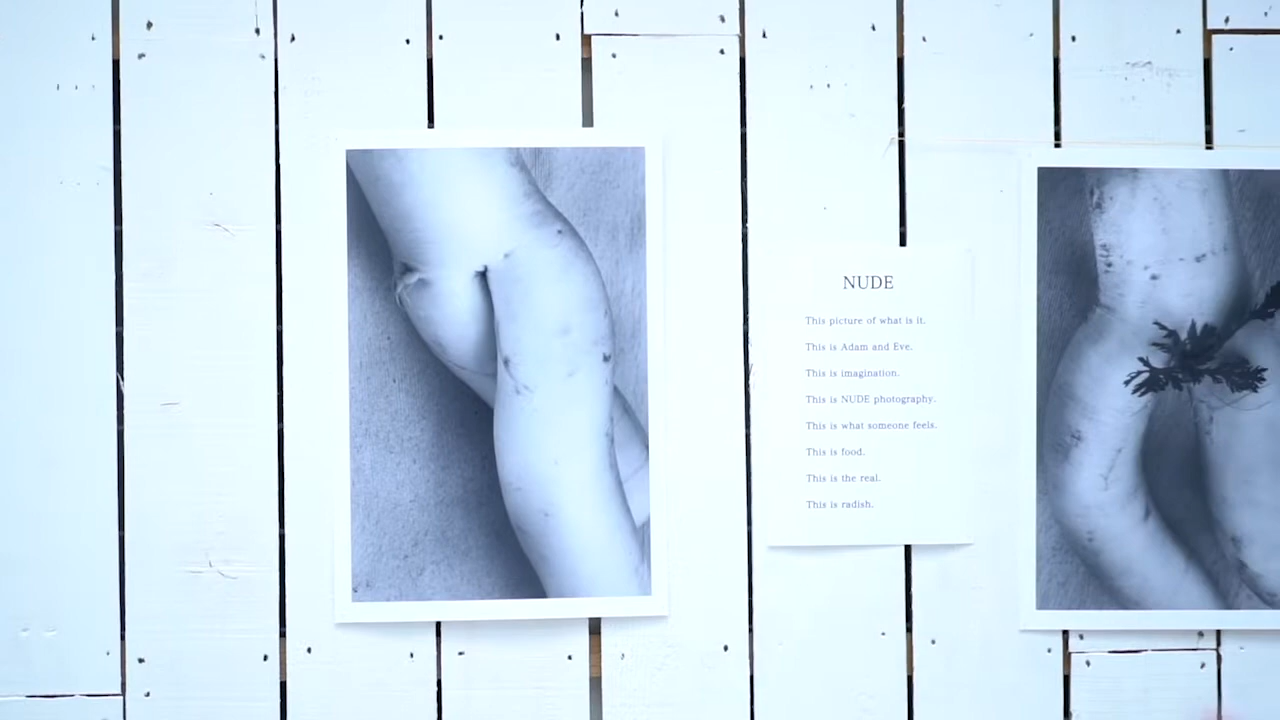 NUDE
This picture of what is it.
This is Adam and Eve.
This is imagination.
This is NUDE photography.
This is what someone feels.
This is food.
This is the real.
This is radish.